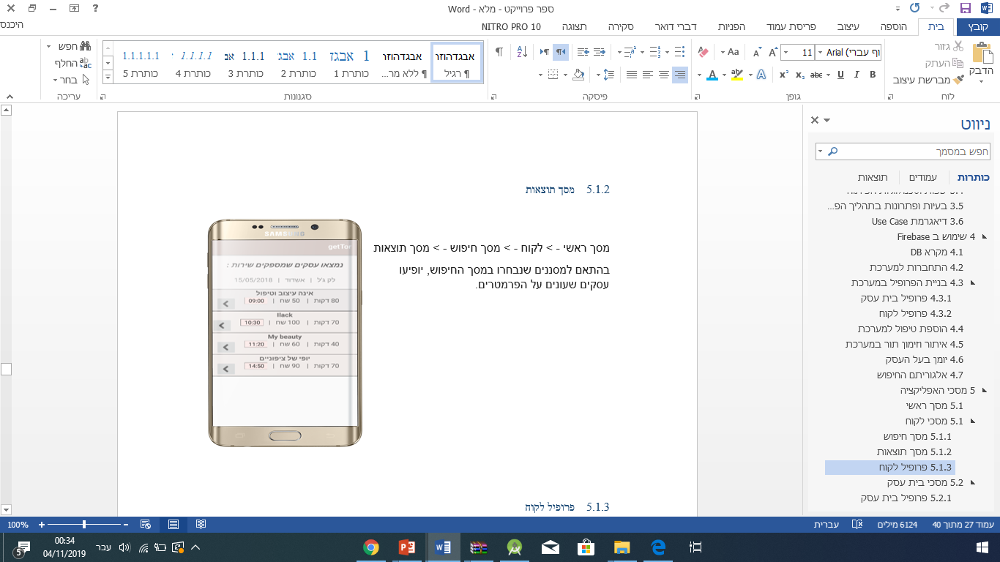 ספר פרוייקט - מלא - Word
היכנס
קובץ
בית
הוספה
עיצוב
פריסת עמוד
הפניות
דברי דואר
סקירה
תצוגה
NITRO PRO 10
הדבק
גזור
העתק
מברשת עיצוב
לוח
וף עברי) Arial
11
Aa
B I U abc x₂ x² A
גופן
פיסקה
אבגדהוזר
¶ רגיל
אבגדהוזר
¶ ללא מר...
1 אבגז
כותרת 1
1.1 אבג
כותרת 2
1.1.1 אב
כותרת 3
1.1.1.1
כותרת 4
1.1.1.1.1
כותרת 5
סגנונות
חפש
החלף
בחר
עריכה
ניווט
חפש במסמך
כותרות
עמודים
תוצאות
3.5 בעיות ופתרונות בתהליך הפ...
3.6 דיאגרמת Use Case
4 שימוש ב Firebase
4.1 מקרא DB
4.2 התחברות למערכת
4.3 בניית הפרופיל במערכת
4.3.1 פרופיל בית עסק
4.3.2 פרופיל לקוח
4.4 הוספת טיפול למערכת
4.5 איתור וזימון תור במערכת
4.6 יומן בעל העסק
4.7 אלגוריתם החיפוש
5 מסכי האפליקציה
5.1 מסך ראשי
5.1 מסכי לקוח
5.1.1 מסך חיפוש
5.1.2 מסך תוצאות
5.1.3 פרופיל לקוח
5.2 מסכי בית עסק
5.2.1 פרופיל בית עסק
5.1.2 מסך תוצאות
מסך ראשי - > לקוח - > מסך חיפוש - > מסך תוצאות
בהתאם למסננים שנבחרו במסך החיפוש, יופיעו
עסקים שעונים על הפרמטרים.
SAMSUNG
getTor
נמצאו עסקים שמספקים שירות :
לק ג'ל | אשדוד | 15/05/2018
אינה עיצוב וטיפול
80 דקות | 50 שח | 09:00
llack
70 דקות | 100 שח | 10:30
My beauty
40 דקות | 60 שח | 11:20
יופי של ציפורניים
70 דקות | 90 שח | 14:50
5.1.3 פרופיל לקוח
עמוד 27 מתוך 40
6124 מילים
עברית
100%
עבר
00:34
04/11/2019
5